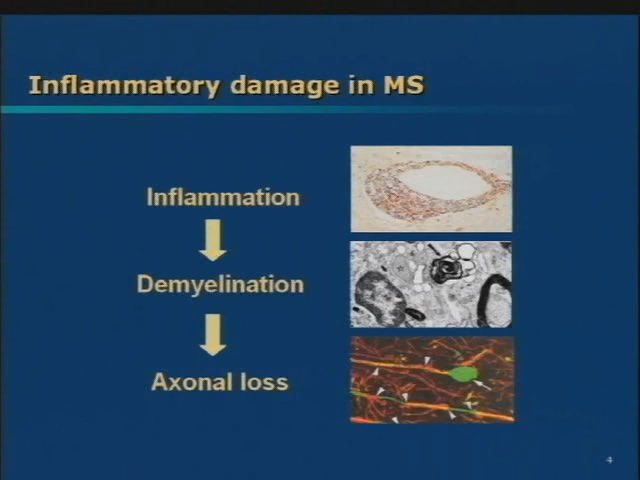 Inflammatory damage in MS
Inflammation
Demyelination
Axonal loss
4